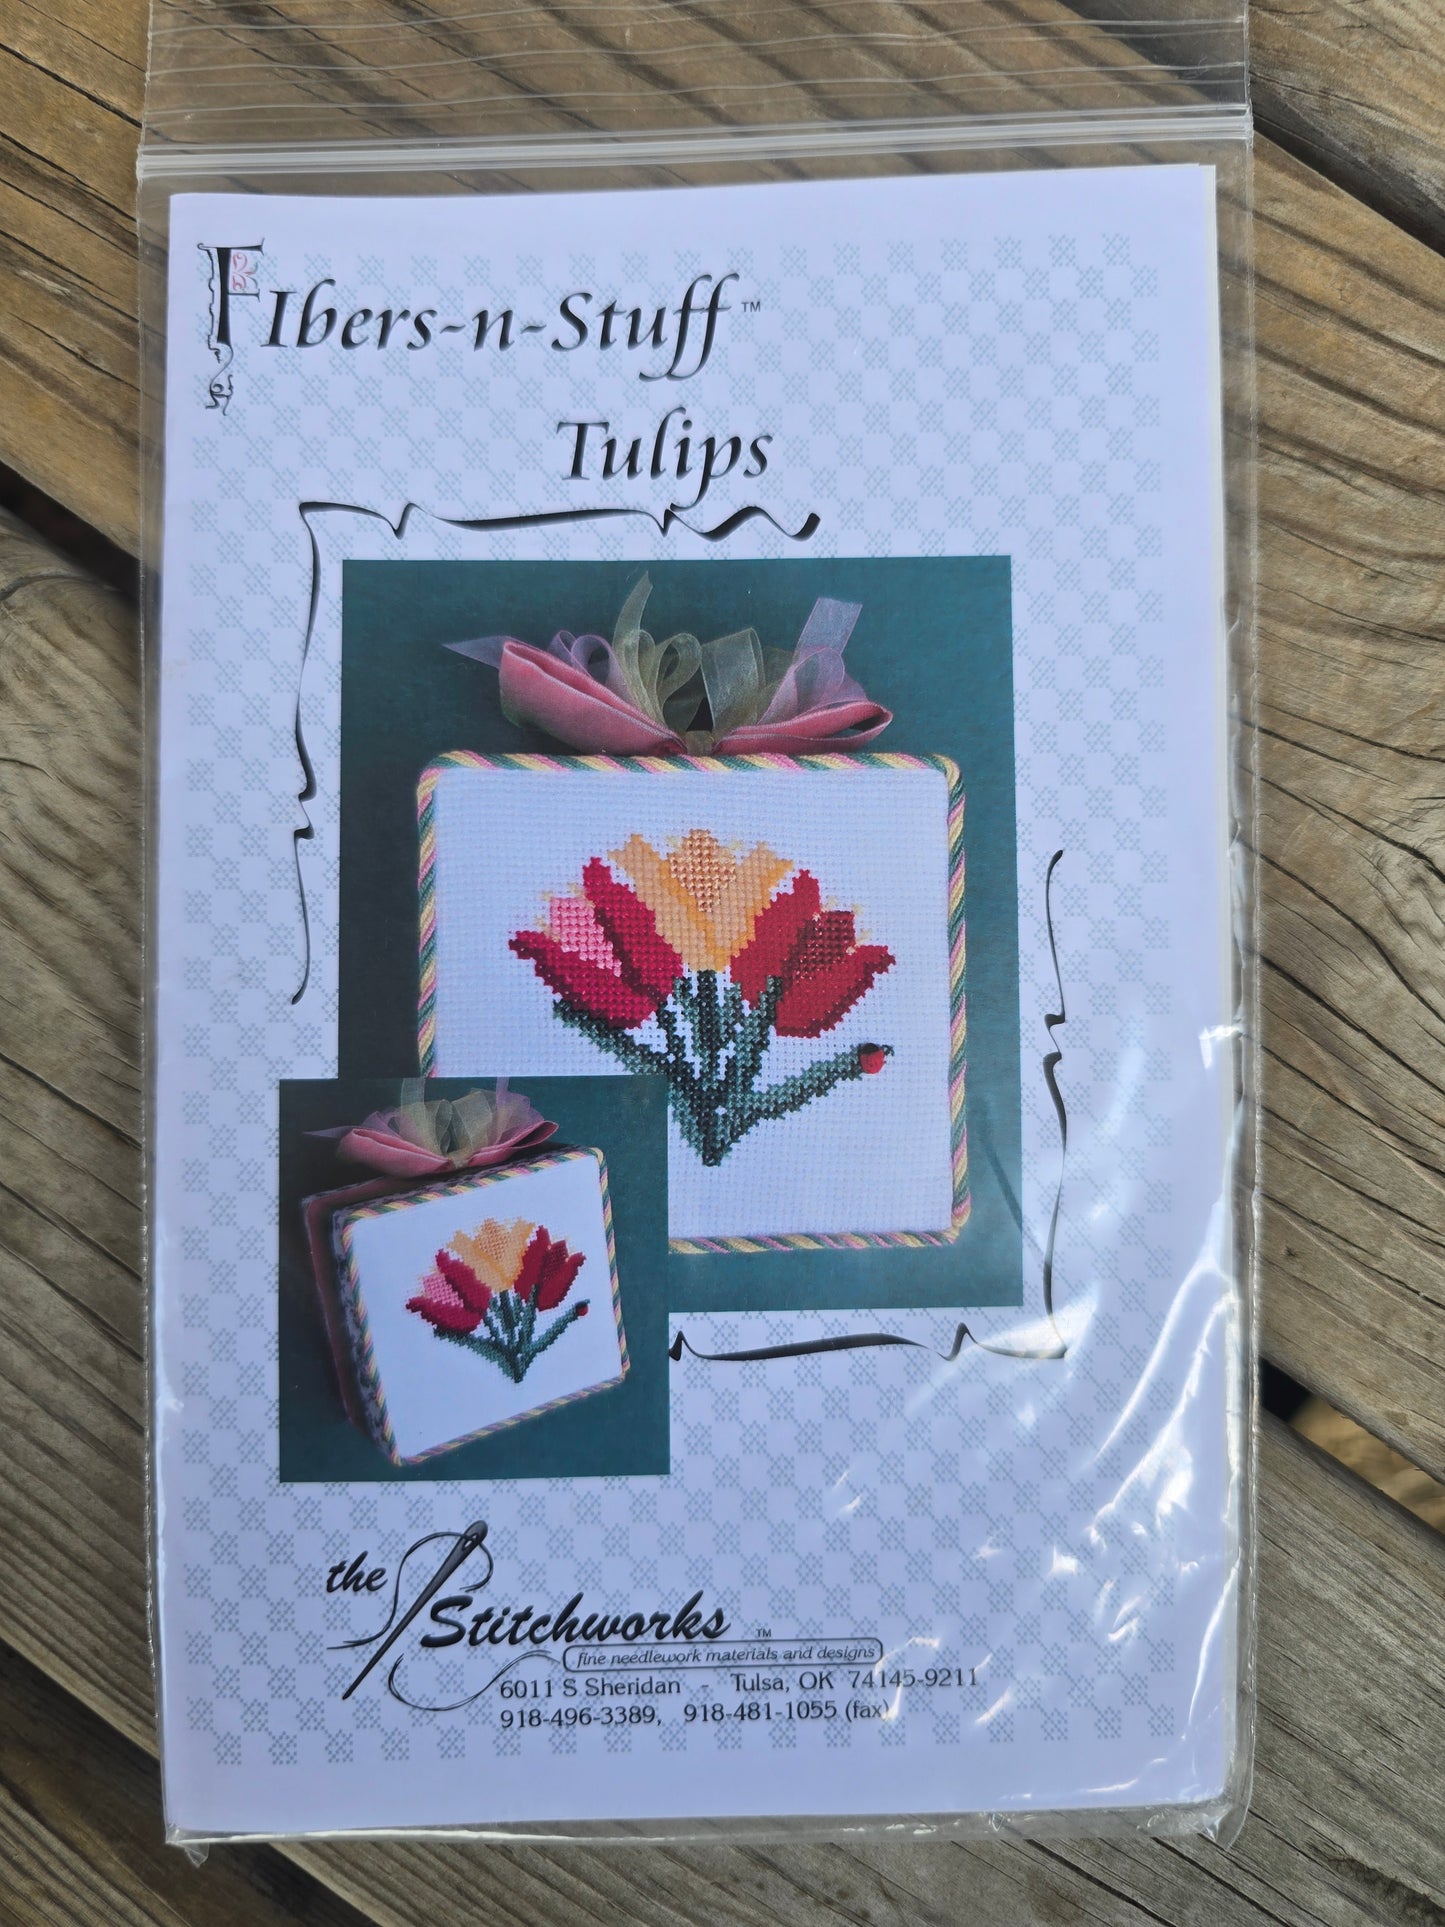 FIbers-n-Stuff™
Tulips
the
Stitchworks™
fine needlework materials and designs
6011 S Sheridan - Tulsa, OK 74145-9211
918-496-3389, 918-481-1055 (fax)